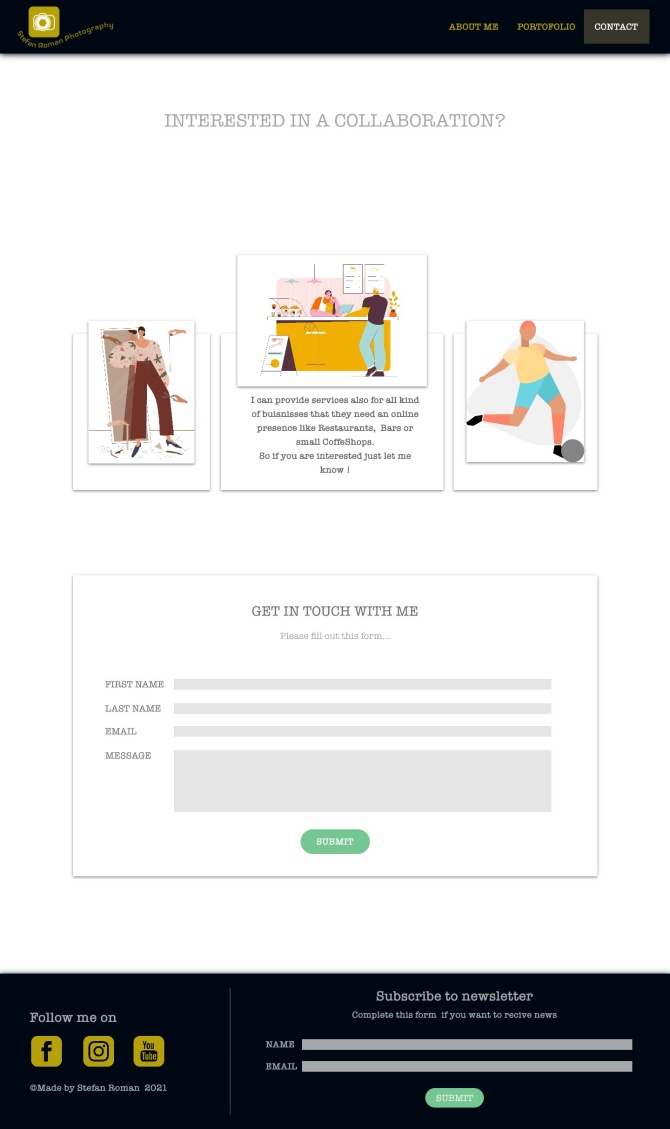 Stefan Roman Photography
ABOUT ME
PORTOFOLIO
CONTACT
INTERESTED IN A COLLABORATION?
I can provide services also for all kind
of buisnisses that they need an online
presence like Restaurants,  Bars or
small CoffeShops.
So if you are interested just let me
know !
GET IN TOUCH WITH ME
Please fill out this form...
FIRST NAME
LAST NAME
EMAIL
MESSAGE
SUBMIT
Follow me on
You
Tube
©Made by Stefan Roman  2021
Subscribe to newsletter
Complete this form  if you want to recive news
NAME
EMAIL
SUBMIT